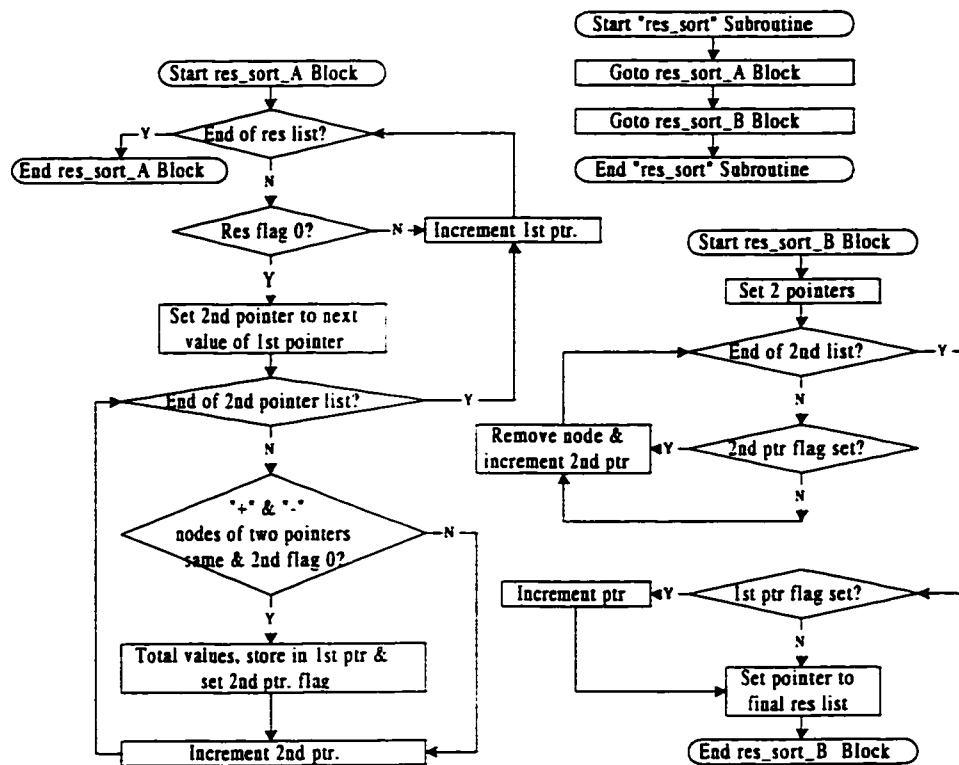 Start "res_sort" Subroutine
Goto res_sort_A Block
Goto res_sort_B Block
End "res_sort" Subroutine
Start res_sort_A Block
End of res list?
Y
End res_sort_A Block
N
Res flag 0?
N
Increment 1st ptr.
Y
Set 2nd pointer to next
value of 1st pointer
End of 2nd pointer list?
Y
N
"+" & "-"
nodes of two pointers
same & 2nd flag 0?
N
Y
Total values, store in 1st ptr &
set 2nd ptr. flag
Increment 2nd ptr.
Start res_sort_B Block
Set 2 pointers
End of 2nd list?
Y
N
Remove node &
increment 2nd ptr
Y
2nd ptr flag set?
N
Increment ptr
Y
1st ptr flag set?
N
Set pointer to
final res list
End res_sort_B Block